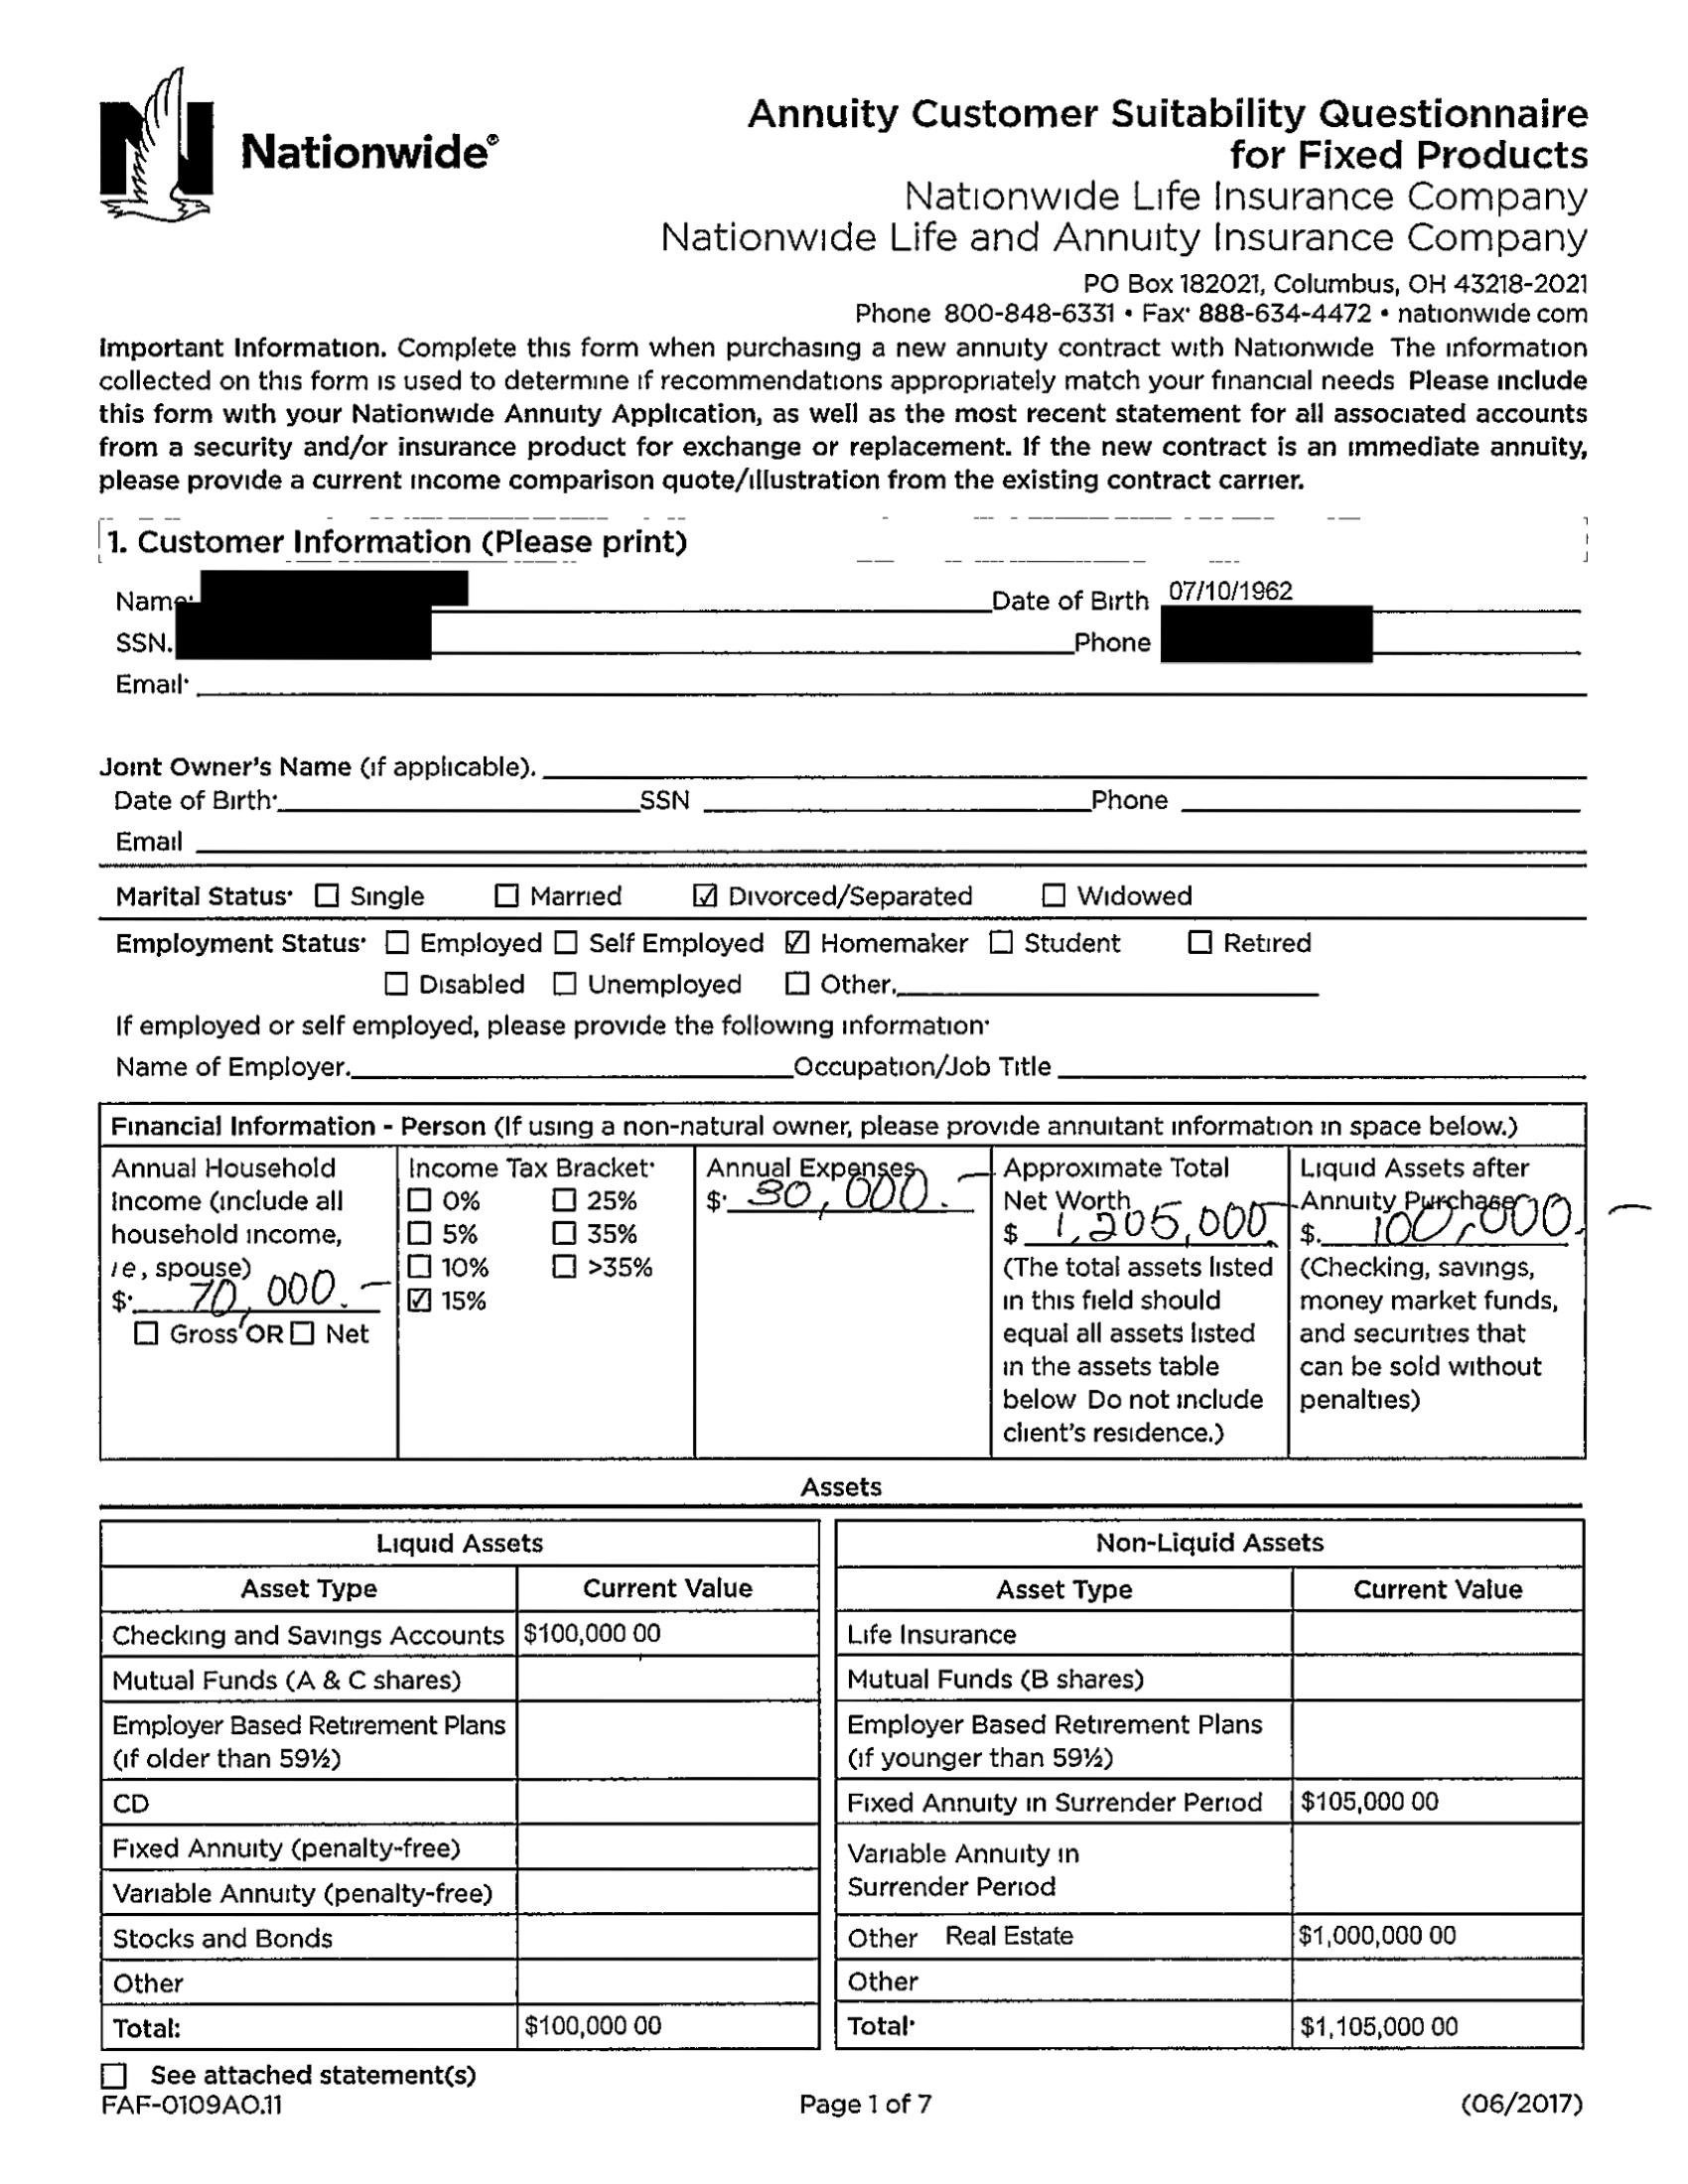 Nationwide®
Annuity Customer Suitability Questionnaire
for Fixed Products
Nationwide Life Insurance Company
Nationwide Life and Annuity Insurance Company
PO Box 182021, Columbus, OH 43218-2021
Phone 800-848-6331 • Fax· 888-634-4472 • nationwide com
Important Information. Complete this form when purchasing a new annuity contract with Nationwide The information
collected on this form is used to determine if recommendations appropriately match your financial needs Please include
this form with your Nationwide Annuity Application, as well as the most recent statement for all associated accounts
from a security and/or insurance product for exchange or replacement. If the new contract is an immediate annuity,
please provide a current income comparison quote/illustration from the existing contract carrier.
1. Customer Information (Please print)
Name: Date of Birth 07/10/1962
SSN. Phone
Email·
Joint Owner's Name (if applicable).
Date of Birth· SSN Phone
Email
Marital Status· ☐ Single ☐ Married ☑ Divorced/Separated ☐ Widowed
Employment Status· ☐ Employed ☐ Self Employed ☑ Homemaker ☐ Student ☐ Retired
☐ Disabled ☐ Unemployed ☐ Other.
If employed or self employed, please provide the following information·
Name of Employer. Occupation/Job Title
Financial Information - Person (If using a non-natural owner, please provide annuitant information in space below.)
Annual Household
Income (include all
household income,
ie, spouse)
$· 70,000.-
☐ Gross OR ☐ Net
Income Tax Bracket·
☐ 0% ☐ 25%
☐ 5% ☐ 35%
☐ 10% ☐ >35%
☑ 15%
Annual Expenses
$· 30,000.-
Approximate Total
Net Worth
$ 1,205,000.-
(The total assets listed
in this field should
equal all assets listed
in the assets table
below Do not include
client's residence.)
Liquid Assets after
Annuity Purchase
$. 100,000.-
(Checking, savings,
money market funds,
and securities that
can be sold without
penalties)
Assets
Liquid Assets
Asset Type Current Value
Checking and Savings Accounts $100,000 00
Mutual Funds (A & C shares)
Employer Based Retirement Plans
(if older than 59½)
CD
Fixed Annuity (penalty-free)
Variable Annuity (penalty-free)
Stocks and Bonds
Other
Total: $100,000 00
Non-Liquid Assets
Asset Type Current Value
Life Insurance
Mutual Funds (B shares)
Employer Based Retirement Plans
(if younger than 59½)
Fixed Annuity in Surrender Period $105,000 00
Variable Annuity in
Surrender Period
Other Real Estate $1,000,000 00
Other
Total· $1,105,000 00
☐ See attached statement(s)
FAF-0109AO.11 Page 1 of 7 (06/2017)